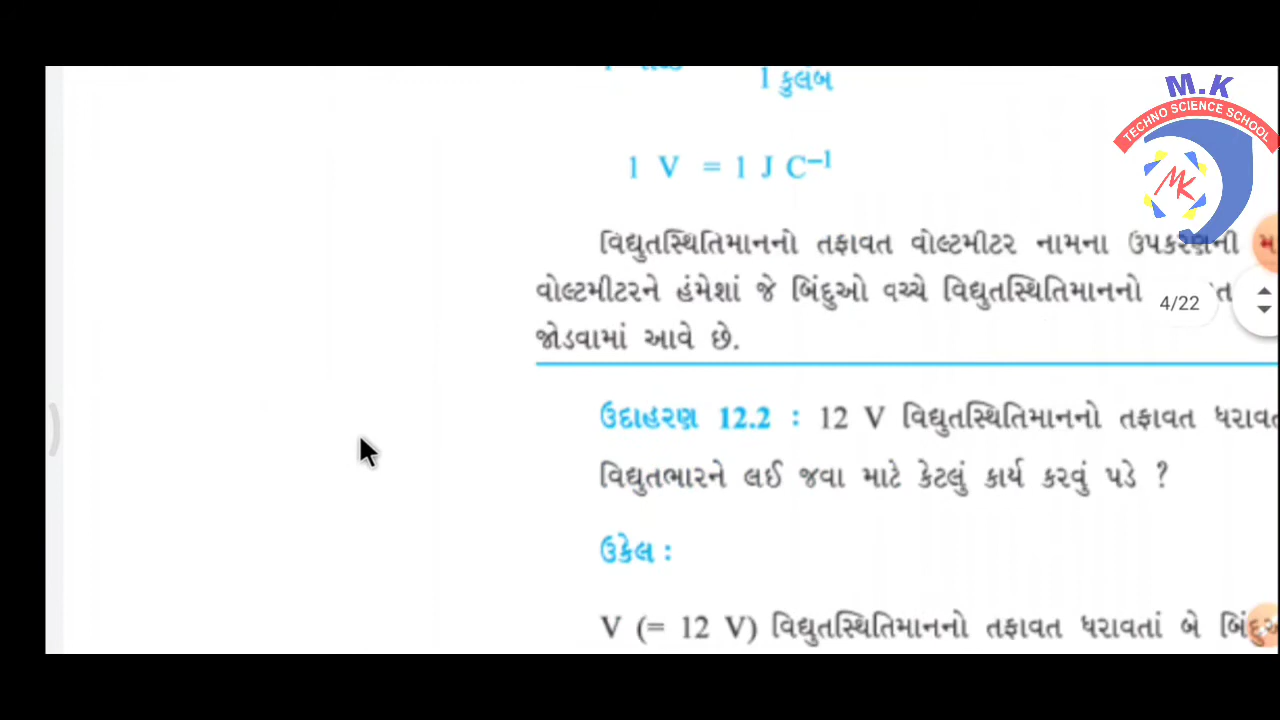 1 કુલંબ
M.K
TECHNO SCIENCE SCHOOL
MK
1 V = 1 J C⁻¹
વિદ્યુતસ્થિતિમાનનો તફાવત વોલ્ટમીટર નામના ઉપકરણની મ
વોલ્ટમીટરને હંમેશાં જે બિંદુઓ વચ્ચે વિદ્યુતસ્થિતિમાનનો ત
4/22
જોડવામાં આવે છે.
ઉદાહરણ 12.2 : 12 V વિદ્યુતસ્થિતિમાનનો તફાવત ધરાવત
વિદ્યુતભારને લઈ જવા માટે કેટલું કાર્ય કરવું પડે ?
ઉકેલ :
V (= 12 V) વિદ્યુતસ્થિતિમાનનો તફાવત ધરાવતાં બે